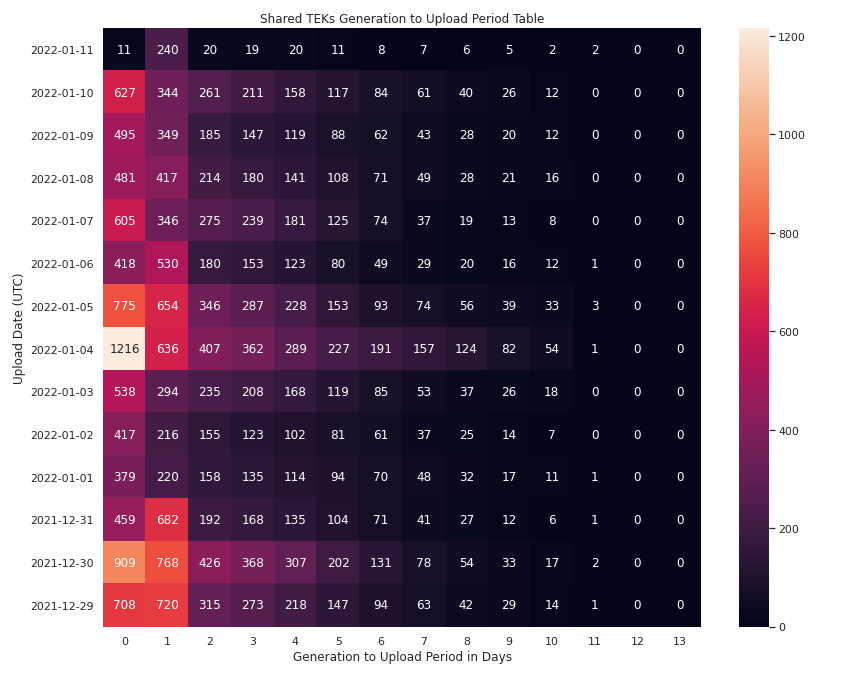 Shared TEKs Generation to Upload Period Table
Upload Date (UTC)
2022-01-11 11 240 20 19 20 11 8 7 6 5 2 2 0 0
2022-01-10 627 344 261 211 158 117 84 61 40 26 12 0 0 0
2022-01-09 495 349 185 147 119 88 62 43 28 20 12 0 0 0
2022-01-08 481 417 214 180 141 108 71 49 28 21 16 0 0 0
2022-01-07 605 346 275 239 181 125 74 37 19 13 8 0 0 0
2022-01-06 418 530 180 153 123 80 49 29 20 16 12 1 0 0
2022-01-05 775 654 346 287 228 153 93 74 56 39 33 3 0 0
2022-01-04 1216 636 407 362 289 227 191 157 124 82 54 1 0 0
2022-01-03 538 294 235 208 168 119 85 53 37 26 18 0 0 0
2022-01-02 417 216 155 123 102 81 61 37 25 14 7 0 0 0
2022-01-01 379 220 158 135 114 94 70 48 32 17 11 1 0 0
2021-12-31 459 682 192 168 135 104 71 41 27 12 6 1 0 0
2021-12-30 909 768 426 368 307 202 131 78 54 33 17 2 0 0
2021-12-29 708 720 315 273 218 147 94 63 42 29 14 1 0 0
0 1 2 3 4 5 6 7 8 9 10 11 12 13
Generation to Upload Period in Days
1200
1000
800
600
400
200
0